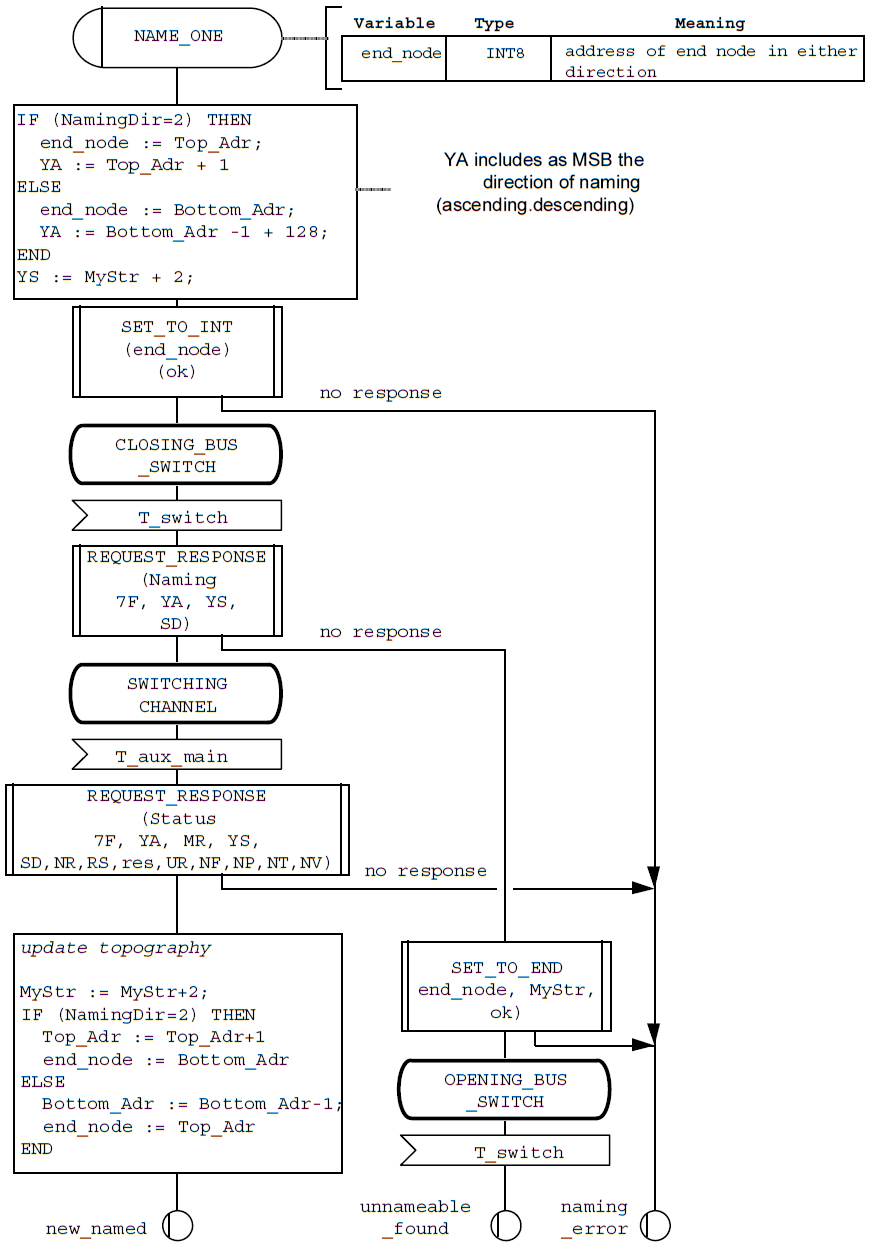 NAME_ONE
Variable Type Meaning
end_node INT8 address of end node in either
direction
IF (NamingDir=2) THEN
end_node := Top_Adr;
YA := Top_Adr + 1
ELSE
end_node := Bottom_Adr;
YA := Bottom_Adr -1 + 128;
END
YS := MyStr + 2;
YA includes as MSB the
direction of naming
(ascending.descending)
SET_TO_INT
(end_node)
(ok)
no response
CLOSING_BUS
_SWITCH
T_switch
REQUEST_RESPONSE
(Naming
7F, YA, YS,
SD)
no response
SWITCHING
CHANNEL
T_aux_main
REQUEST_RESPONSE
(Status
7F, YA, MR, YS,
SD,NR,RS,res,UR,NF,NP,NT,NV)
no response
update topography
MyStr := MyStr+2;
IF (NamingDir=2) THEN
Top_Adr := Top_Adr+1
end_node := Bottom_Adr
ELSE
Bottom_Adr := Bottom_Adr-1;
end_node := Top_Adr
END
SET_TO_END
end_node, MyStr,
ok)
OPENING_BUS
_SWITCH
T_switch
new_named
unnameable
_found
naming
_error